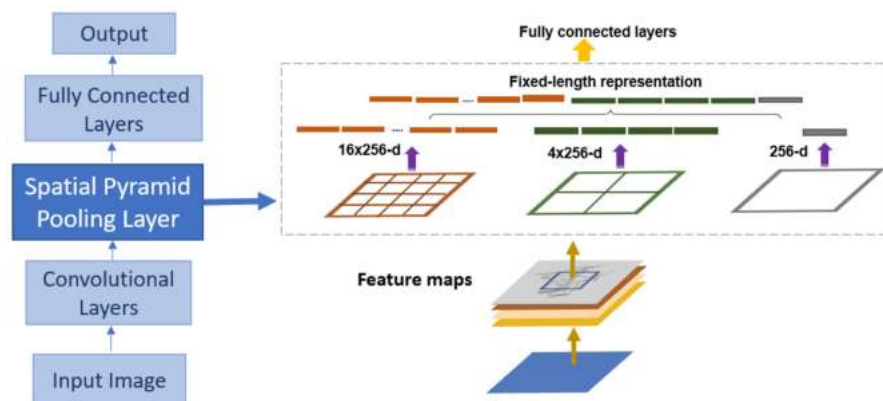 Output
Fully Connected
Layers
Spatial Pyramid
Pooling Layer
Convolutional
Layers
Input Image
Fully connected layers
Fixed-length representation
16x256-d
4x256-d
256-d
Feature maps